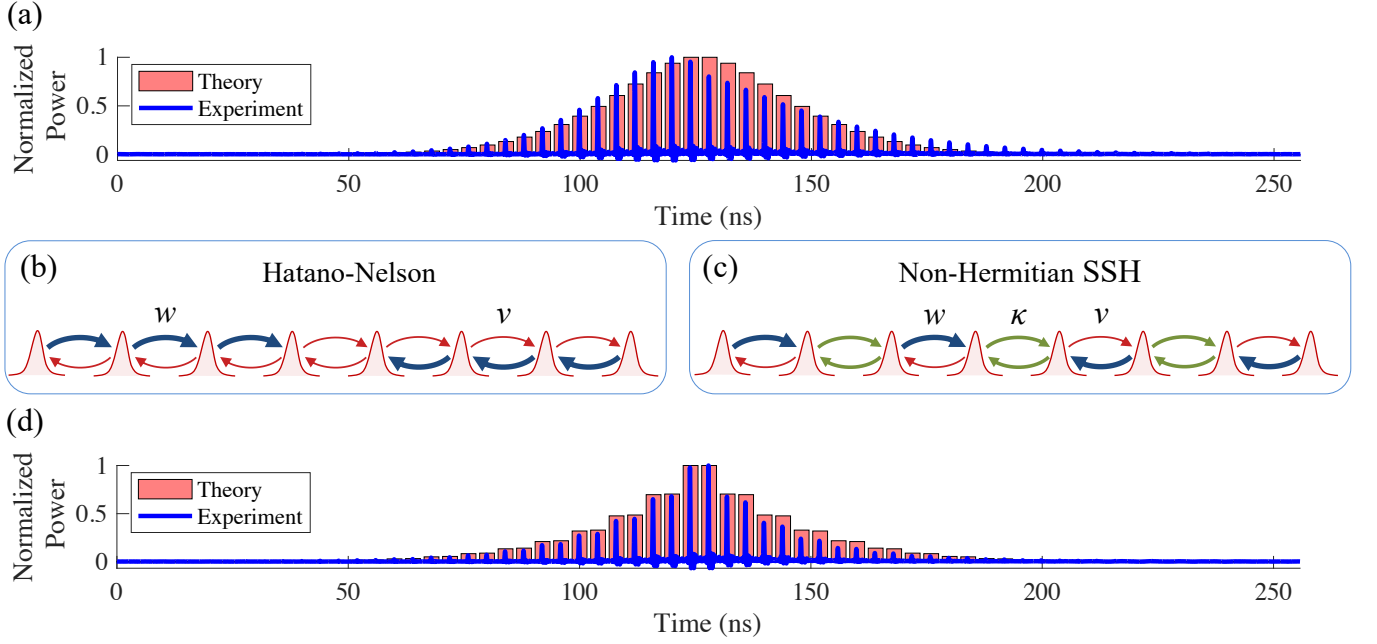 (a)
Normalized
Power
1
0.5
0
Theory
Experiment
0 50 100 150 200 250
Time (ns)
(b)
Hatano-Nelson
w v
(c)
Non-Hermitian SSH
w κ v
(d)
Normalized
Power
1
0.5
0
Theory
Experiment
0 50 100 150 200 250
Time (ns)